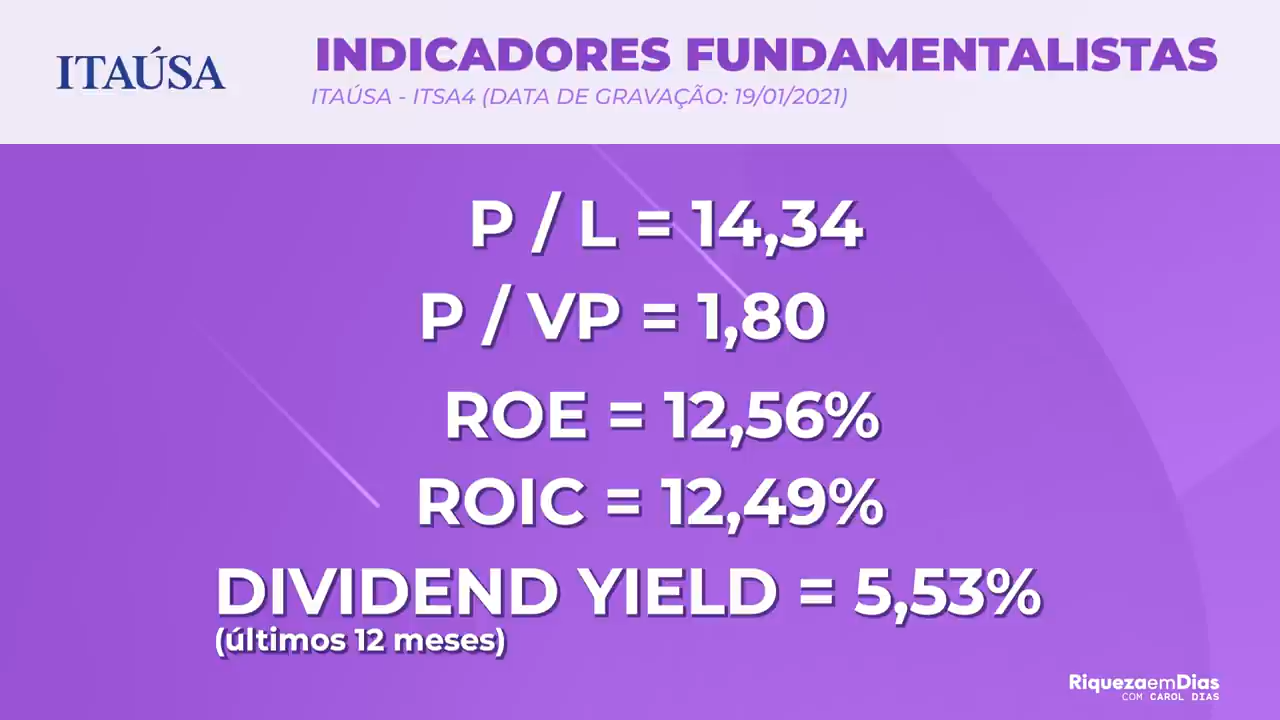 ITAÚSA
INDICADORES FUNDAMENTALISTAS
ITAÚSA - ITSA4 (DATA DE GRAVAÇÃO: 19/01/2021)
P / L = 14,34
P / VP = 1,80
ROE = 12,56%
ROIC = 12,49%
DIVIDEND YIELD = 5,53%
(últimos 12 meses)
RiquezaemDias
COM CAROL DIAS